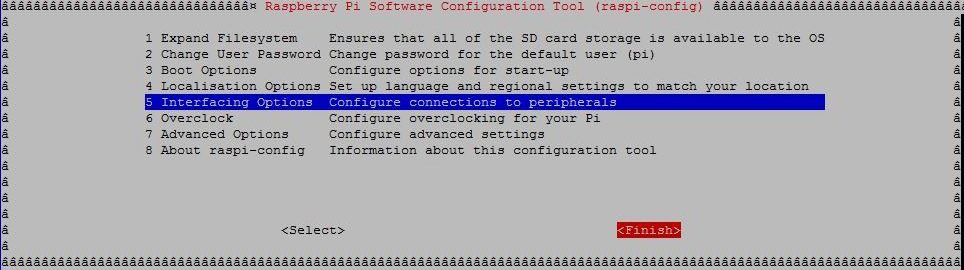 Raspberry Pi Software Configuration Tool (raspi-config)
1 Expand Filesystem Ensures that all of the SD card storage is available to the OS
2 Change User Password Change password for the default user (pi)
3 Boot Options Configure options for start-up
4 Localisation Options Set up language and regional settings to match your location
5 Interfacing Options Configure connections to peripherals
6 Overclock Configure overclocking for your Pi
7 Advanced Options Configure advanced settings
8 About raspi-config Information about this configuration tool
<Select> <Finish>